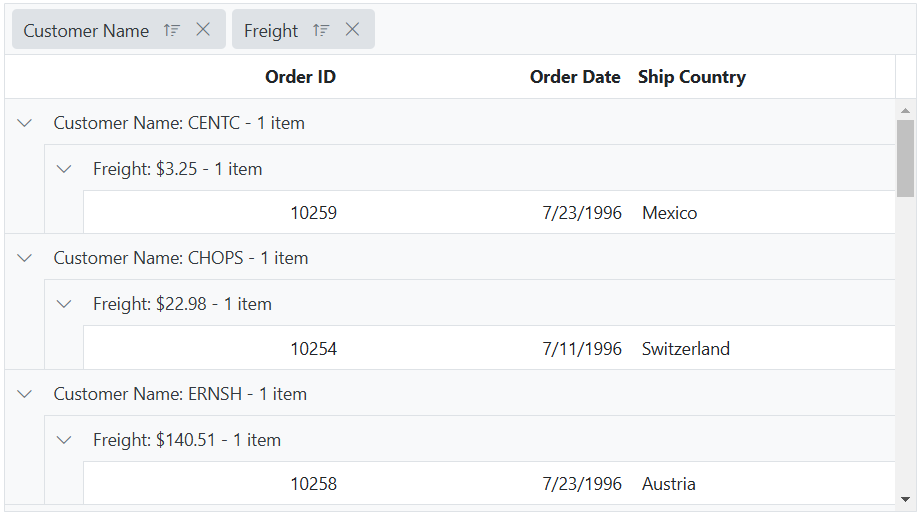 Customer Name Freight
Order ID Order Date Ship Country
Customer Name: CENTC - 1 item
Freight: $3.25 - 1 item
10259 7/23/1996 Mexico
Customer Name: CHOPS - 1 item
Freight: $22.98 - 1 item
10254 7/11/1996 Switzerland
Customer Name: ERNSH - 1 item
Freight: $140.51 - 1 item
10258 7/23/1996 Austria